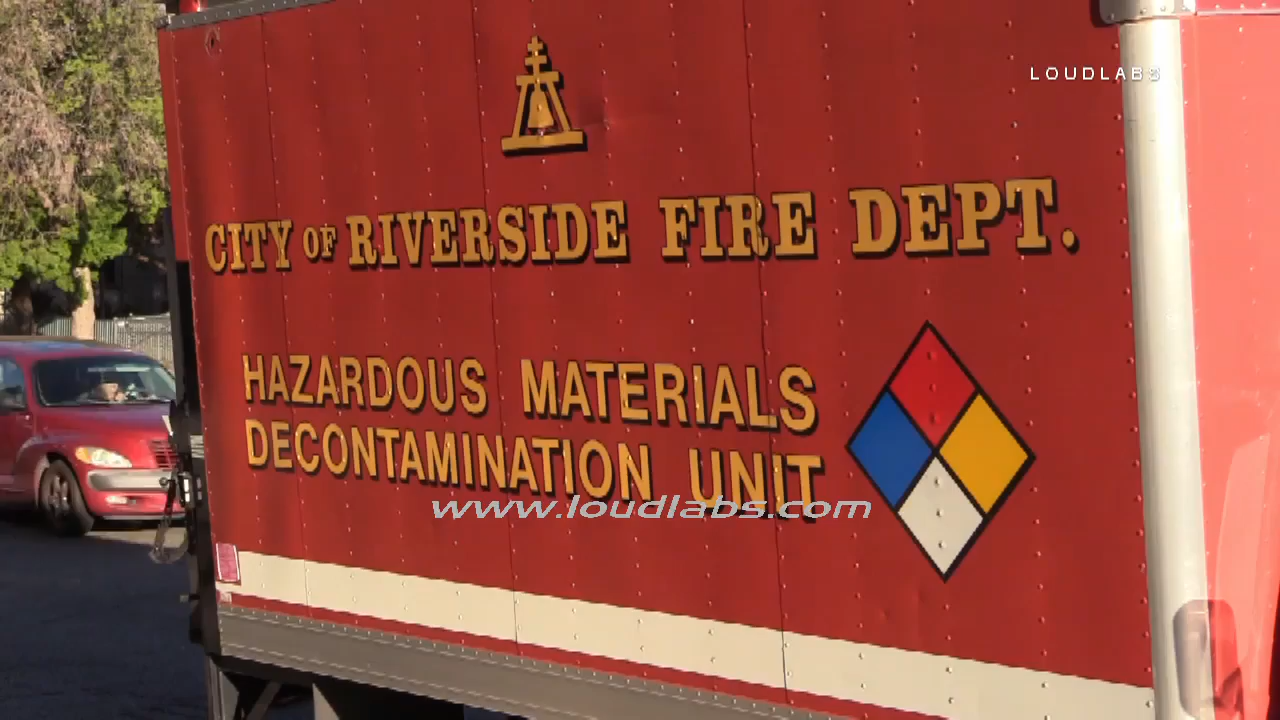 LOUDLABS
CITY OF RIVERSIDE FIRE DEPT.
HAZARDOUS MATERIALS
DECONTAMINATION UNIT
www.loudlabs.com